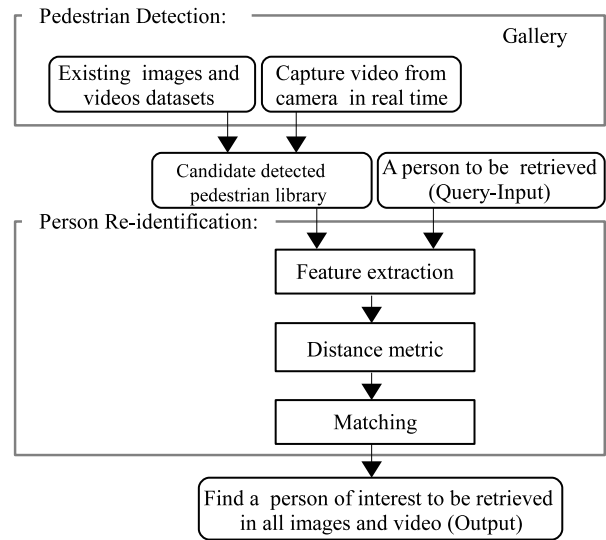 Pedestrian Detection:
Gallery
Existing images and
videos datasets
Capture video from
camera in real time
Candidate detected
pedestrian library
A person to be retrieved
(Query-Input)
Person Re-identification:
Feature extraction
Distance metric
Matching
Find a person of interest to be retrieved
in all images and video (Output)